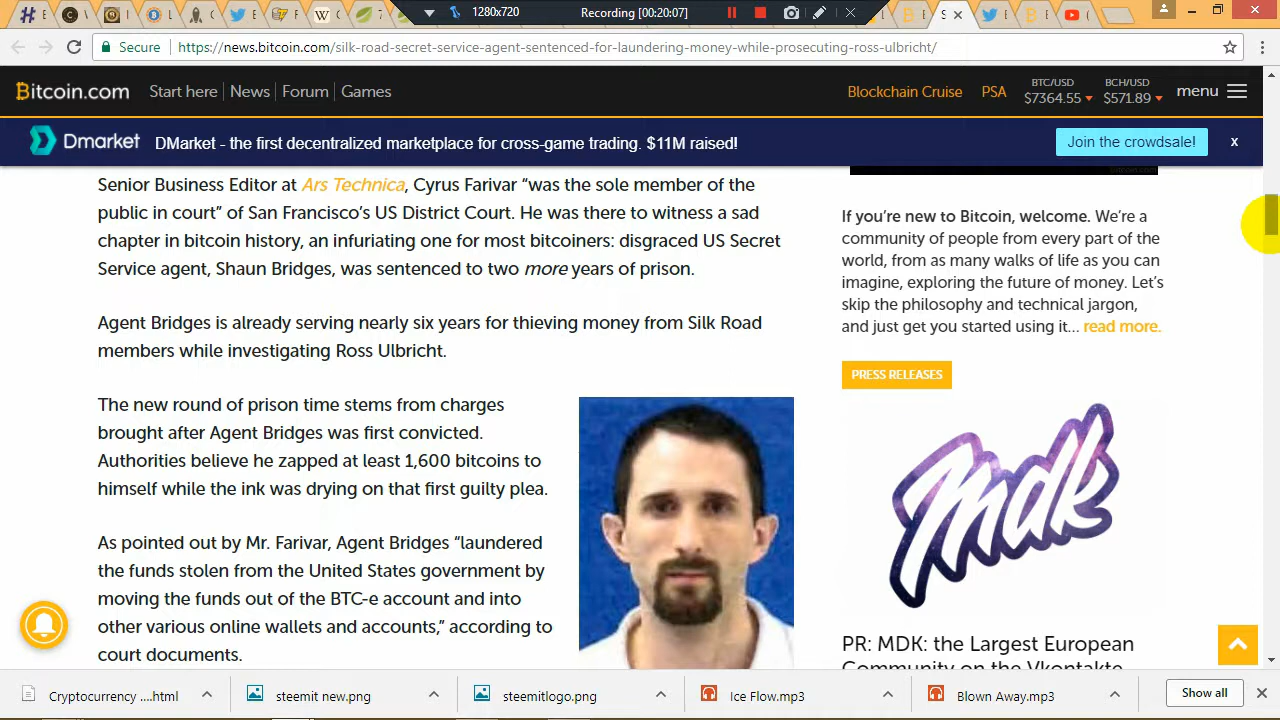 1280x720
Recording [00:20:07]
Secure
https://news.bitcoin.com/silk-road-secret-service-agent-sentenced-for-laundering-money-while-prosecuting-ross-ulbricht/
Bitcoin.com
Start here | News | Forum | Games
Blockchain Cruise
PSA
BTC/USD
$7364.55
BCH/USD
$571.89
menu
Dmarket
DMarket - the first decentralized marketplace for cross-game trading. $11M raised!
Join the crowdsale!
x
Senior Business Editor at Ars Technica, Cyrus Farivar “was the sole member of the
public in court” of San Francisco’s US District Court. He was there to witness a sad
chapter in bitcoin history, an infuriating one for most bitcoiners: disgraced US Secret
Service agent, Shaun Bridges, was sentenced to two more years of prison.
Agent Bridges is already serving nearly six years for thieving money from Silk Road
members while investigating Ross Ulbricht.
The new round of prison time stems from charges
brought after Agent Bridges was first convicted.
Authorities believe he zapped at least 1,600 bitcoins to
himself while the ink was drying on that first guilty plea.
As pointed out by Mr. Farivar, Agent Bridges “laundered
the funds stolen from the United States government by
moving the funds out of the BTC-e account and into
other various online wallets and accounts,” according to
court documents.
If you’re new to Bitcoin, welcome. We’re a
community of people from every part of the
world, from as many walks of life as you can
imagine, exploring the future of money. Let’s
skip the philosophy and technical jargon,
and just get you started using it... read more.
PRESS RELEASES
mdk
PR: MDK: the Largest European
Community on the Vkontakte
Cryptocurrency ....html
steemit new.png
steemitlogo.png
Ice Flow.mp3
Blown Away.mp3
Show all